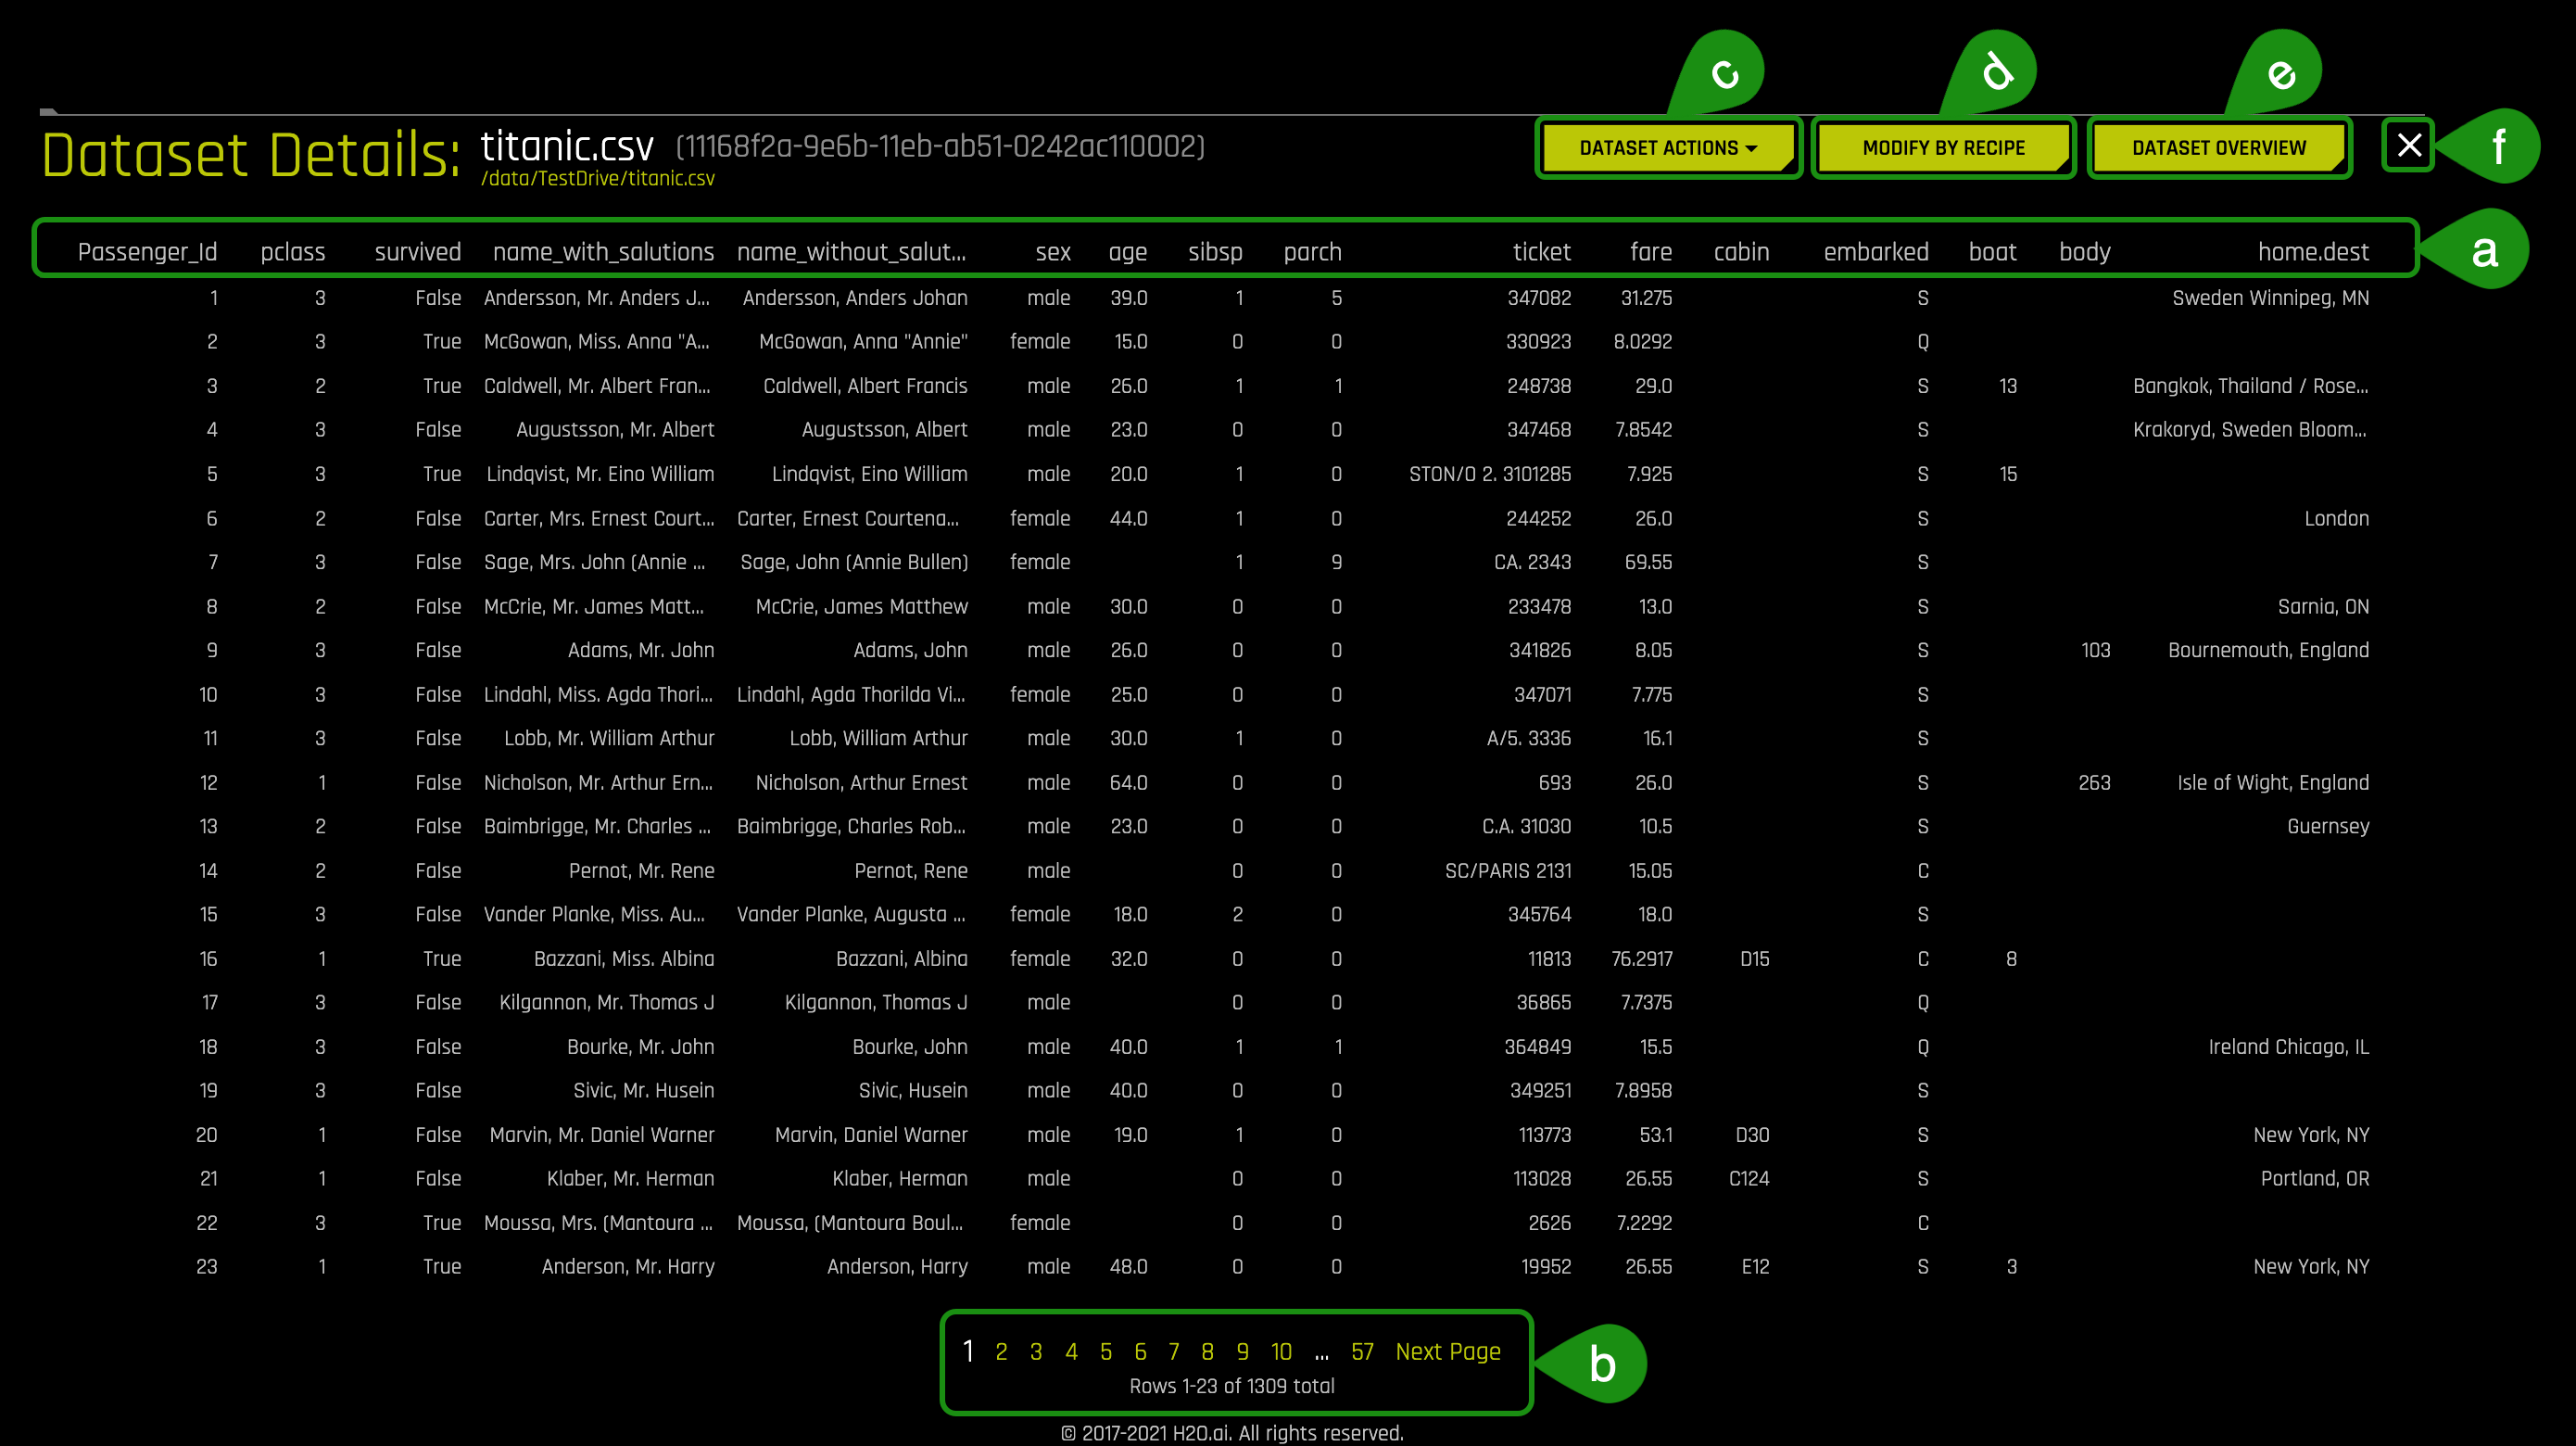 c d e
Dataset Details: titanic.csv (11168f2a-9e6b-11eb-ab51-0242ac110002) DATASET ACTIONS MODIFY BY RECIPE DATASET OVERVIEW X f
/data/TestDrive/titanic.csv
Passenger_Id pclass survived name_with_salutions name_without_salut... sex age sibsp parch ticket fare cabin embarked boat body home.dest a
1 3 False Andersson, Mr. Anders J... Andersson, Anders Johan male 39.0 1 5 347082 31.275 S Sweden Winnipeg, MN
2 3 True McGowan, Miss. Anna "A... McGowan, Anna "Annie" female 15.0 0 0 330923 8.0292 Q
3 2 True Caldwell, Mr. Albert Fran... Caldwell, Albert Francis male 26.0 1 1 248738 29.0 S 13 Bangkok, Thailand / Rose...
4 3 False Augustsson, Mr. Albert Augustsson, Albert male 23.0 0 0 347468 7.8542 S Krakoryd, Sweden Bloom...
5 3 True Lindqvist, Mr. Eino William Lindqvist, Eino William male 20.0 1 0 STON/O 2. 3101285 7.925 S 15
6 2 False Carter, Mrs. Ernest Court... Carter, Ernest Courtena... female 44.0 1 0 244252 26.0 S London
7 3 False Sage, Mrs. John (Annie ... Sage, John (Annie Bullen) female 1 9 CA. 2343 69.55 S
8 2 False McCrie, Mr. James Matt... McCrie, James Matthew male 30.0 0 0 233478 13.0 S Sarnia, ON
9 3 False Adams, Mr. John Adams, John male 26.0 0 0 341826 8.05 S 103 Bournemouth, England
10 3 False Lindahl, Miss. Agda Thori... Lindahl, Agda Thorilda Vi... female 25.0 0 0 347071 7.775 S
11 3 False Lobb, Mr. William Arthur Lobb, William Arthur male 30.0 1 0 A/5. 3336 16.1 S
12 1 False Nicholson, Mr. Arthur Ern... Nicholson, Arthur Ernest male 64.0 0 0 693 26.0 S 263 Isle of Wight, England
13 2 False Baimbrigge, Mr. Charles ... Baimbrigge, Charles Rob... male 23.0 0 0 C.A. 31030 10.5 S Guernsey
14 2 False Pernot, Mr. Rene Pernot, Rene male 0 0 SC/PARIS 2131 15.05 C
15 3 False Vander Planke, Miss. Au... Vander Planke, Augusta ... female 18.0 2 0 345764 18.0 S
16 1 True Bazzani, Miss. Albina Bazzani, Albina female 32.0 0 0 11813 76.2917 D15 C 8
17 3 False Kilgannon, Mr. Thomas J Kilgannon, Thomas J male 0 0 36865 7.7375 Q
18 3 False Bourke, Mr. John Bourke, John male 40.0 1 1 364849 15.5 Q Ireland Chicago, IL
19 3 False Sivic, Mr. Husein Sivic, Husein male 40.0 0 0 349251 7.8958 S
20 1 False Marvin, Mr. Daniel Warner Marvin, Daniel Warner male 19.0 1 0 113773 53.1 D30 S New York, NY
21 1 False Klaber, Mr. Herman Klaber, Herman male 0 0 113028 26.55 C124 S Portland, OR
22 3 True Moussa, Mrs. (Mantoura ... Moussa, (Mantoura Boul... female 0 0 2626 7.2292 C
23 1 True Anderson, Mr. Harry Anderson, Harry male 48.0 0 0 19952 26.55 E12 S 3 New York, NY
1 2 3 4 5 6 7 8 9 10 ... 57 Next Page b
Rows 1-23 of 1309 total
© 2017-2021 H2O.ai. All rights reserved.